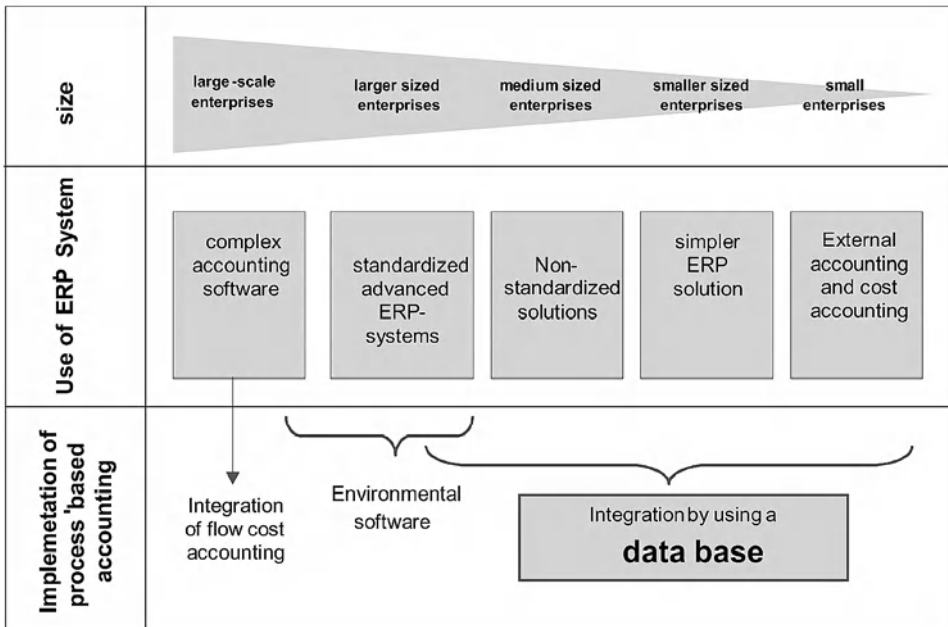 size
large-scale
enterprises
larger sized
enterprises
medium sized
enterprises
smaller sized
enterprises
small
enterprises
Use of ERP System
complex
accounting
software
standardized
advanced
ERP-
systems
Non-
standardized
solutions
simpler
ERP
solution
External
accounting
and cost
accounting
Implemetation of
process 'based
accounting
Integration
of flow cost
accounting
Environmental
software
Integration by using a
data base